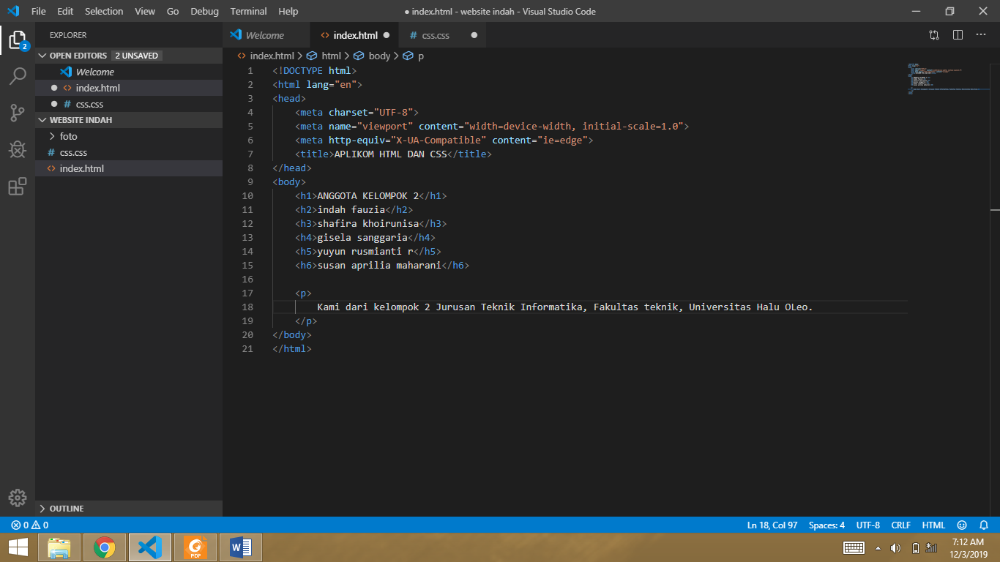 File Edit Selection View Go Debug Terminal Help
● index.html - website indah - Visual Studio Code
EXPLORER
OPEN EDITORS 2 UNSAVED
Welcome
index.html
# css.css
WEBSITE INDAH
foto
# css.css
index.html
OUTLINE
2
Welcome
index.html
# css.css
index.html > html > body > p
1 <!DOCTYPE html>
2 <html lang="en">
3 <head>
4 <meta charset="UTF-8">
5 <meta name="viewport" content="width=device-width, initial-scale=1.0">
6 <meta http-equiv="X-UA-Compatible" content="ie=edge">
7 <title>APLIKOM HTML DAN CSS</title>
8 </head>
9 <body>
10 <h1>ANGGOTA KELOMPOK 2</h1>
11 <h2>indah fauzia</h2>
12 <h3>shafira khoirunisa</h3>
13 <h4>gisela sanggaria</h4>
14 <h5>yuyun rusmianti r</h5>
15 <h6>susan aprilia maharani</h6>
16
17 <p>
18 Kami dari kelompok 2 Jurusan Teknik Informatika, Fakultas teknik, Universitas Halu OLeo.
19 </p>
20 </body>
21 </html>
0 0
Ln 18, Col 97 Spaces: 4 UTF-8 CRLF HTML
PDF
W
7:12 AM
12/3/2019